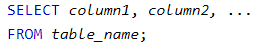 SELECT column1, column2, ...
FROM table_name;